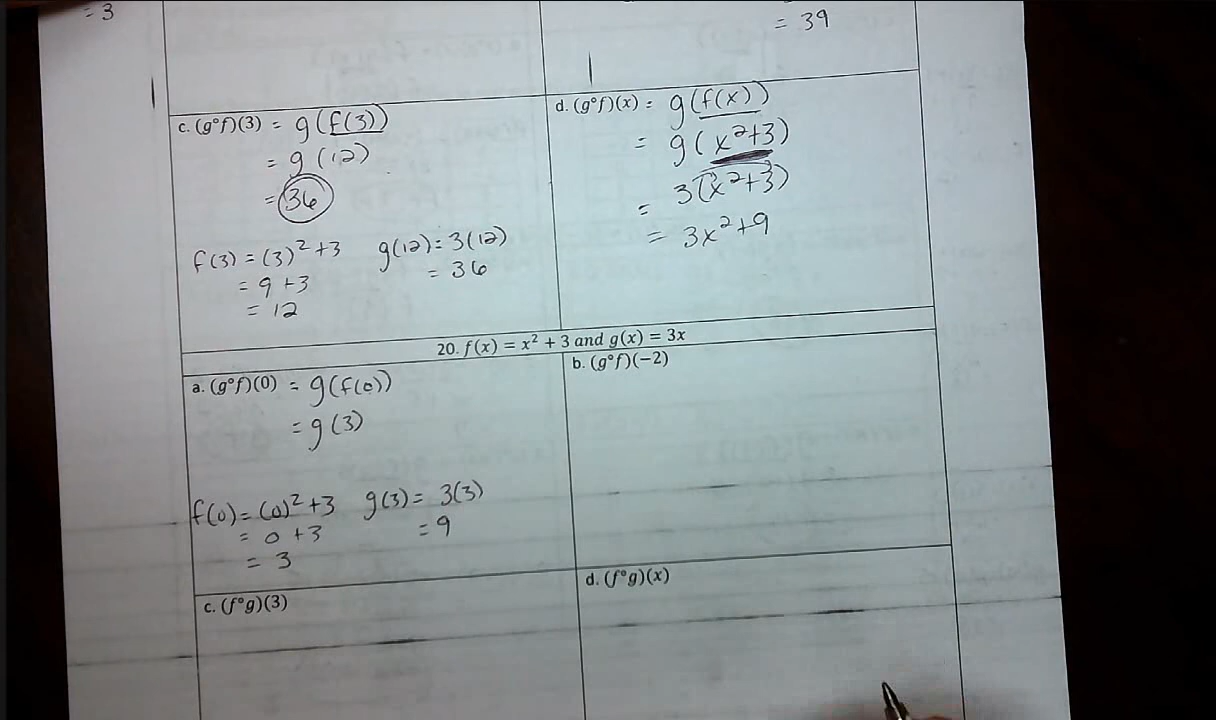 = 3
= 39
c. (g°f)(3) = g(f(3))
= g(12)
= 36
f(3) = (3)² + 3
= 9 + 3
= 12
g(12) = 3(12)
= 36
d. (g°f)(x) = g(f(x))
= g(x²+3)
= 3(x²+3)
= 3x²+9
20. f(x) = x² + 3 and g(x) = 3x
a. (g°f)(0) = g(f(0))
= g(3)
f(0) = (0)² + 3
= 0 + 3
= 3
g(3) = 3(3)
= 9
b. (g°f)(−2)
c. (f°g)(3)
d. (f°g)(x)